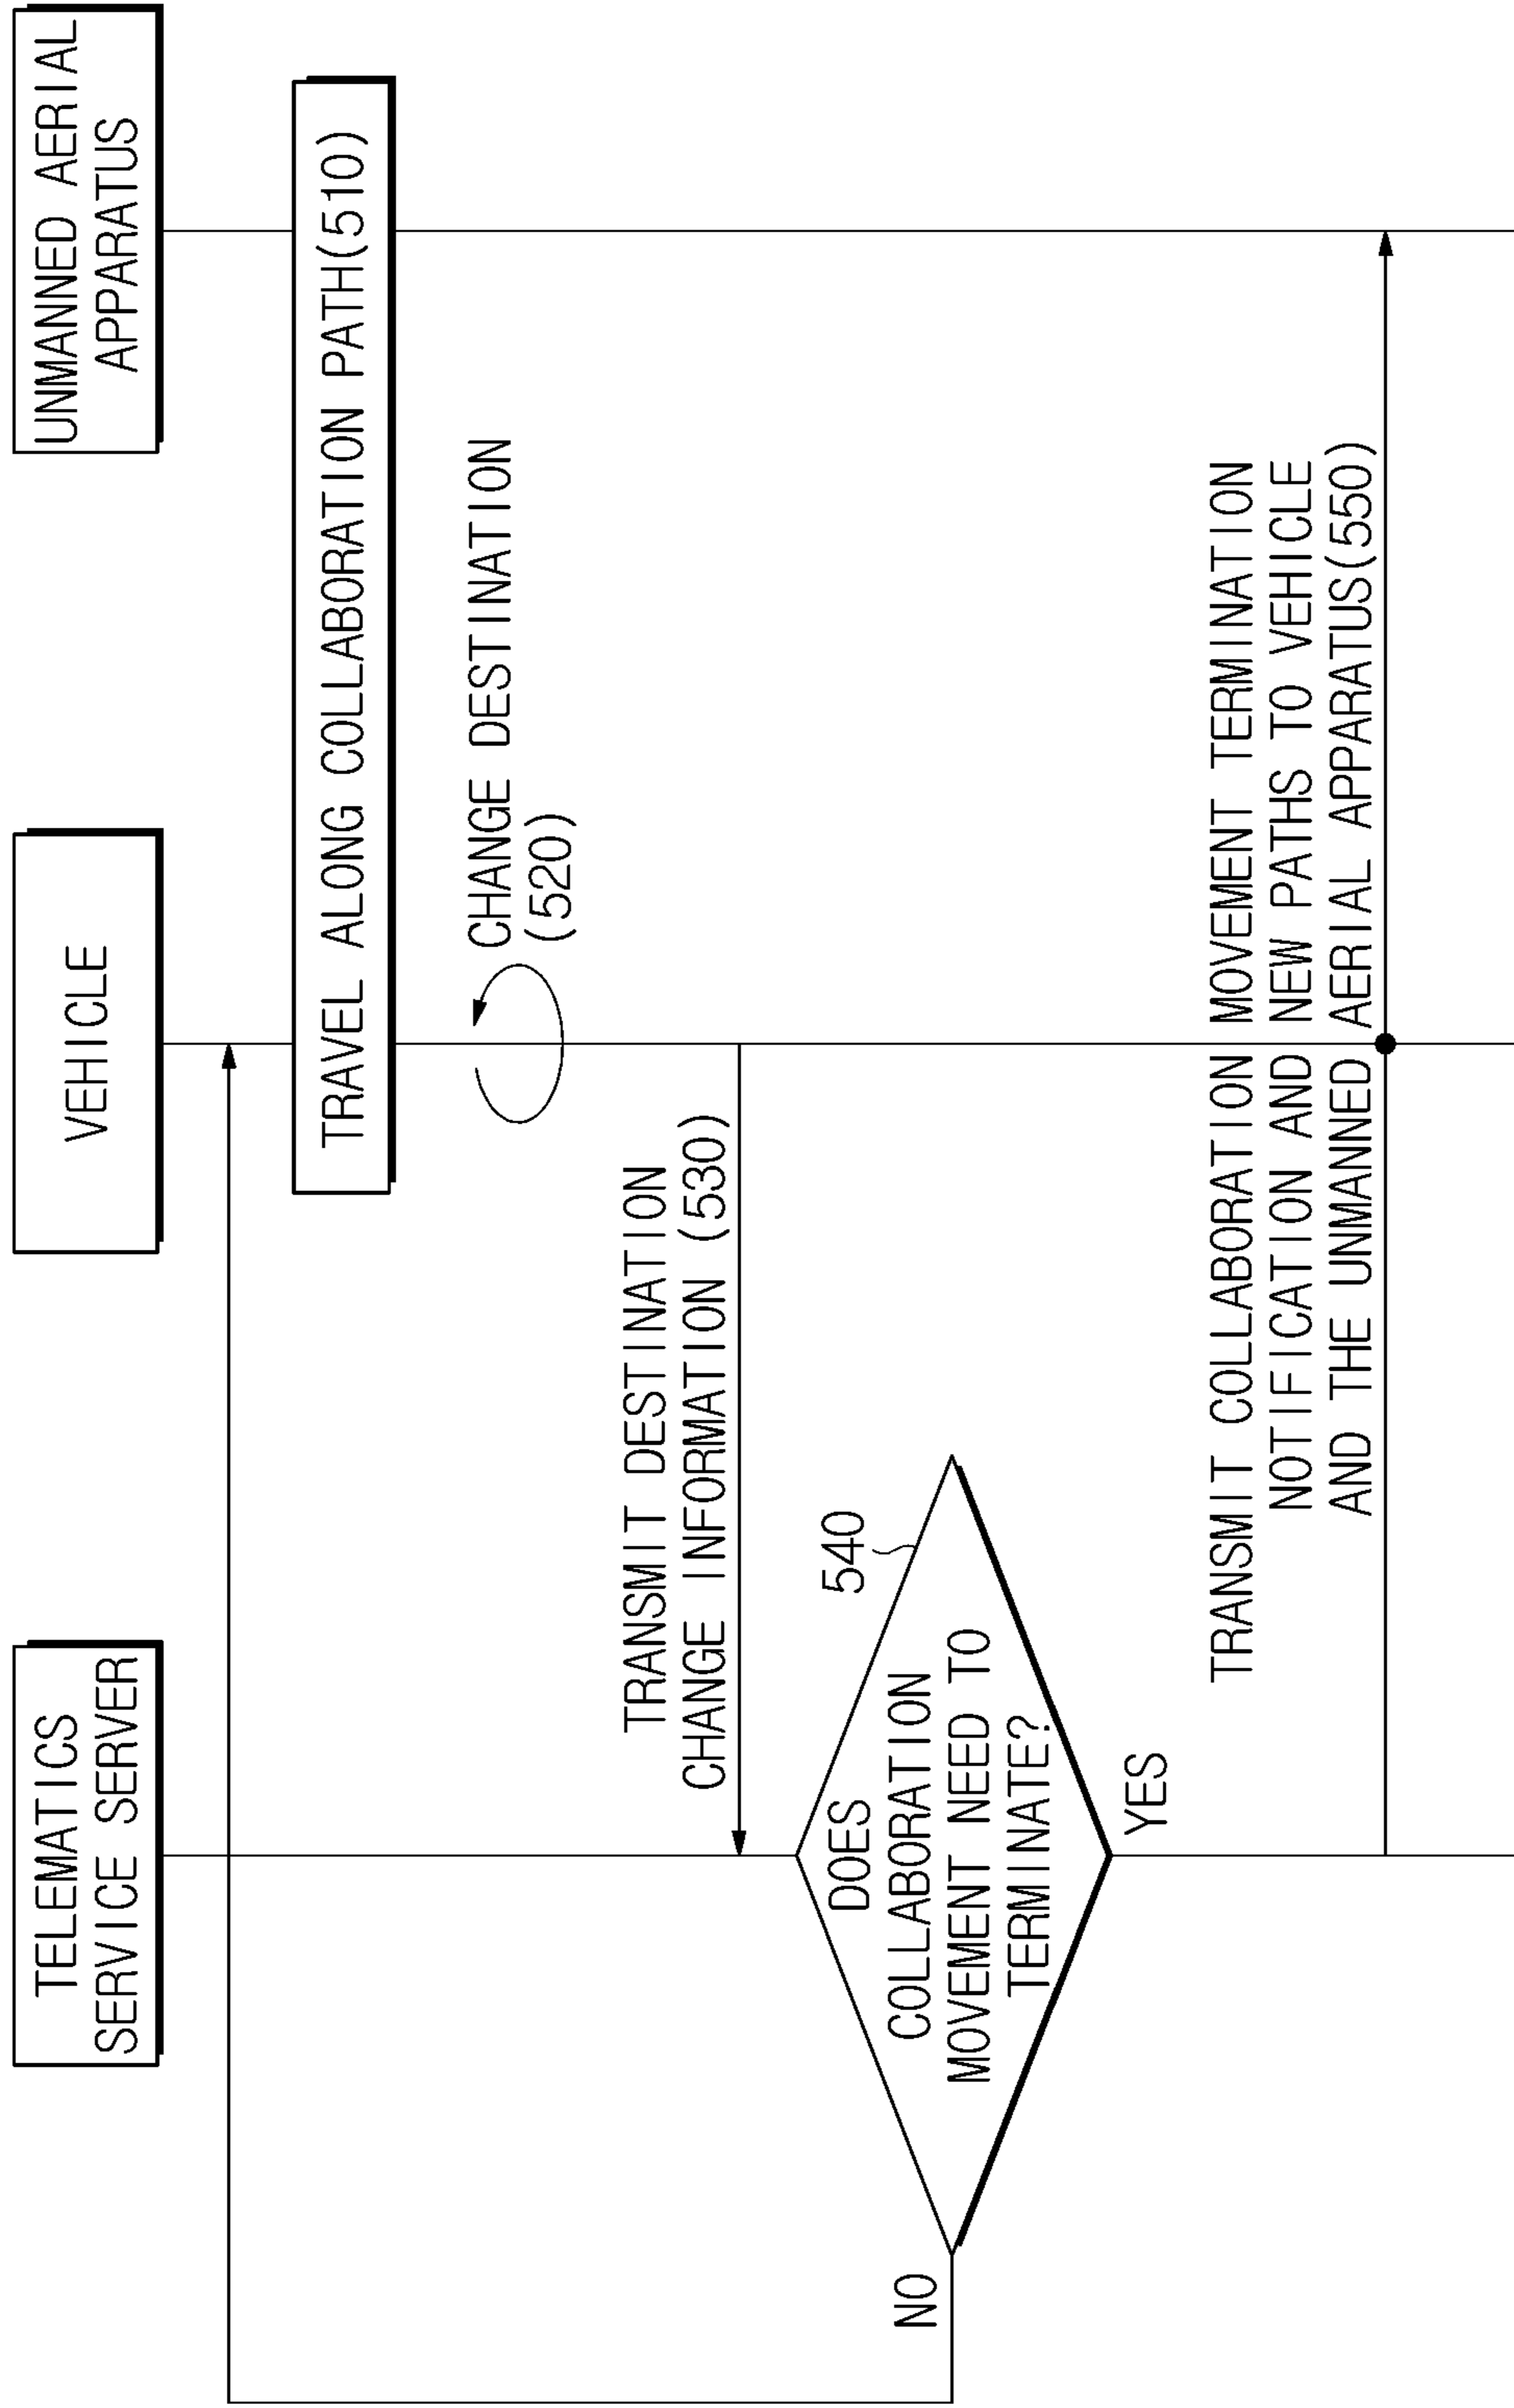 TELEMATICS
SERVICE SERVER
VEHICLE
UNMANNED AERIAL
APPARATUS
TRAVEL ALONG COLLABORATION PATH(510)
CHANGE DESTINATION
(520)
TRANSMIT DESTINATION
CHANGE INFORMATION (530)
540
DOES
COLLABORATION
MOVEMENT NEED TO
TERMINATE?
NO
YES
TRANSMIT COLLABORATION MOVEMENT TERMINATION
NOTIFICATION AND NEW PATHS TO VEHICLE
AND THE UNMANNED AERIAL APPARATUS(550)